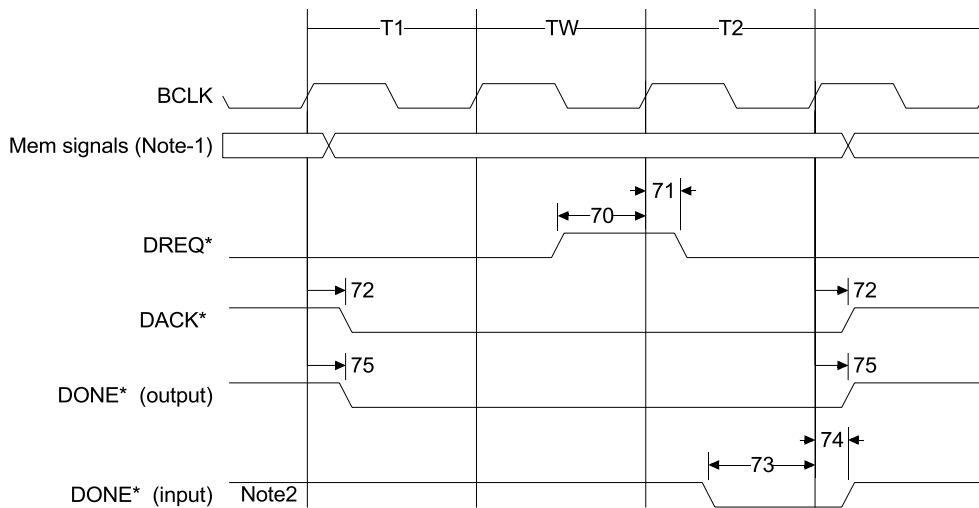 T1 TW T2
BCLK
Mem signals (Note-1)
71
70
DREQ*
72 72
DACK*
75 75
DONE* (output)
74
73
DONE* (input) Note2